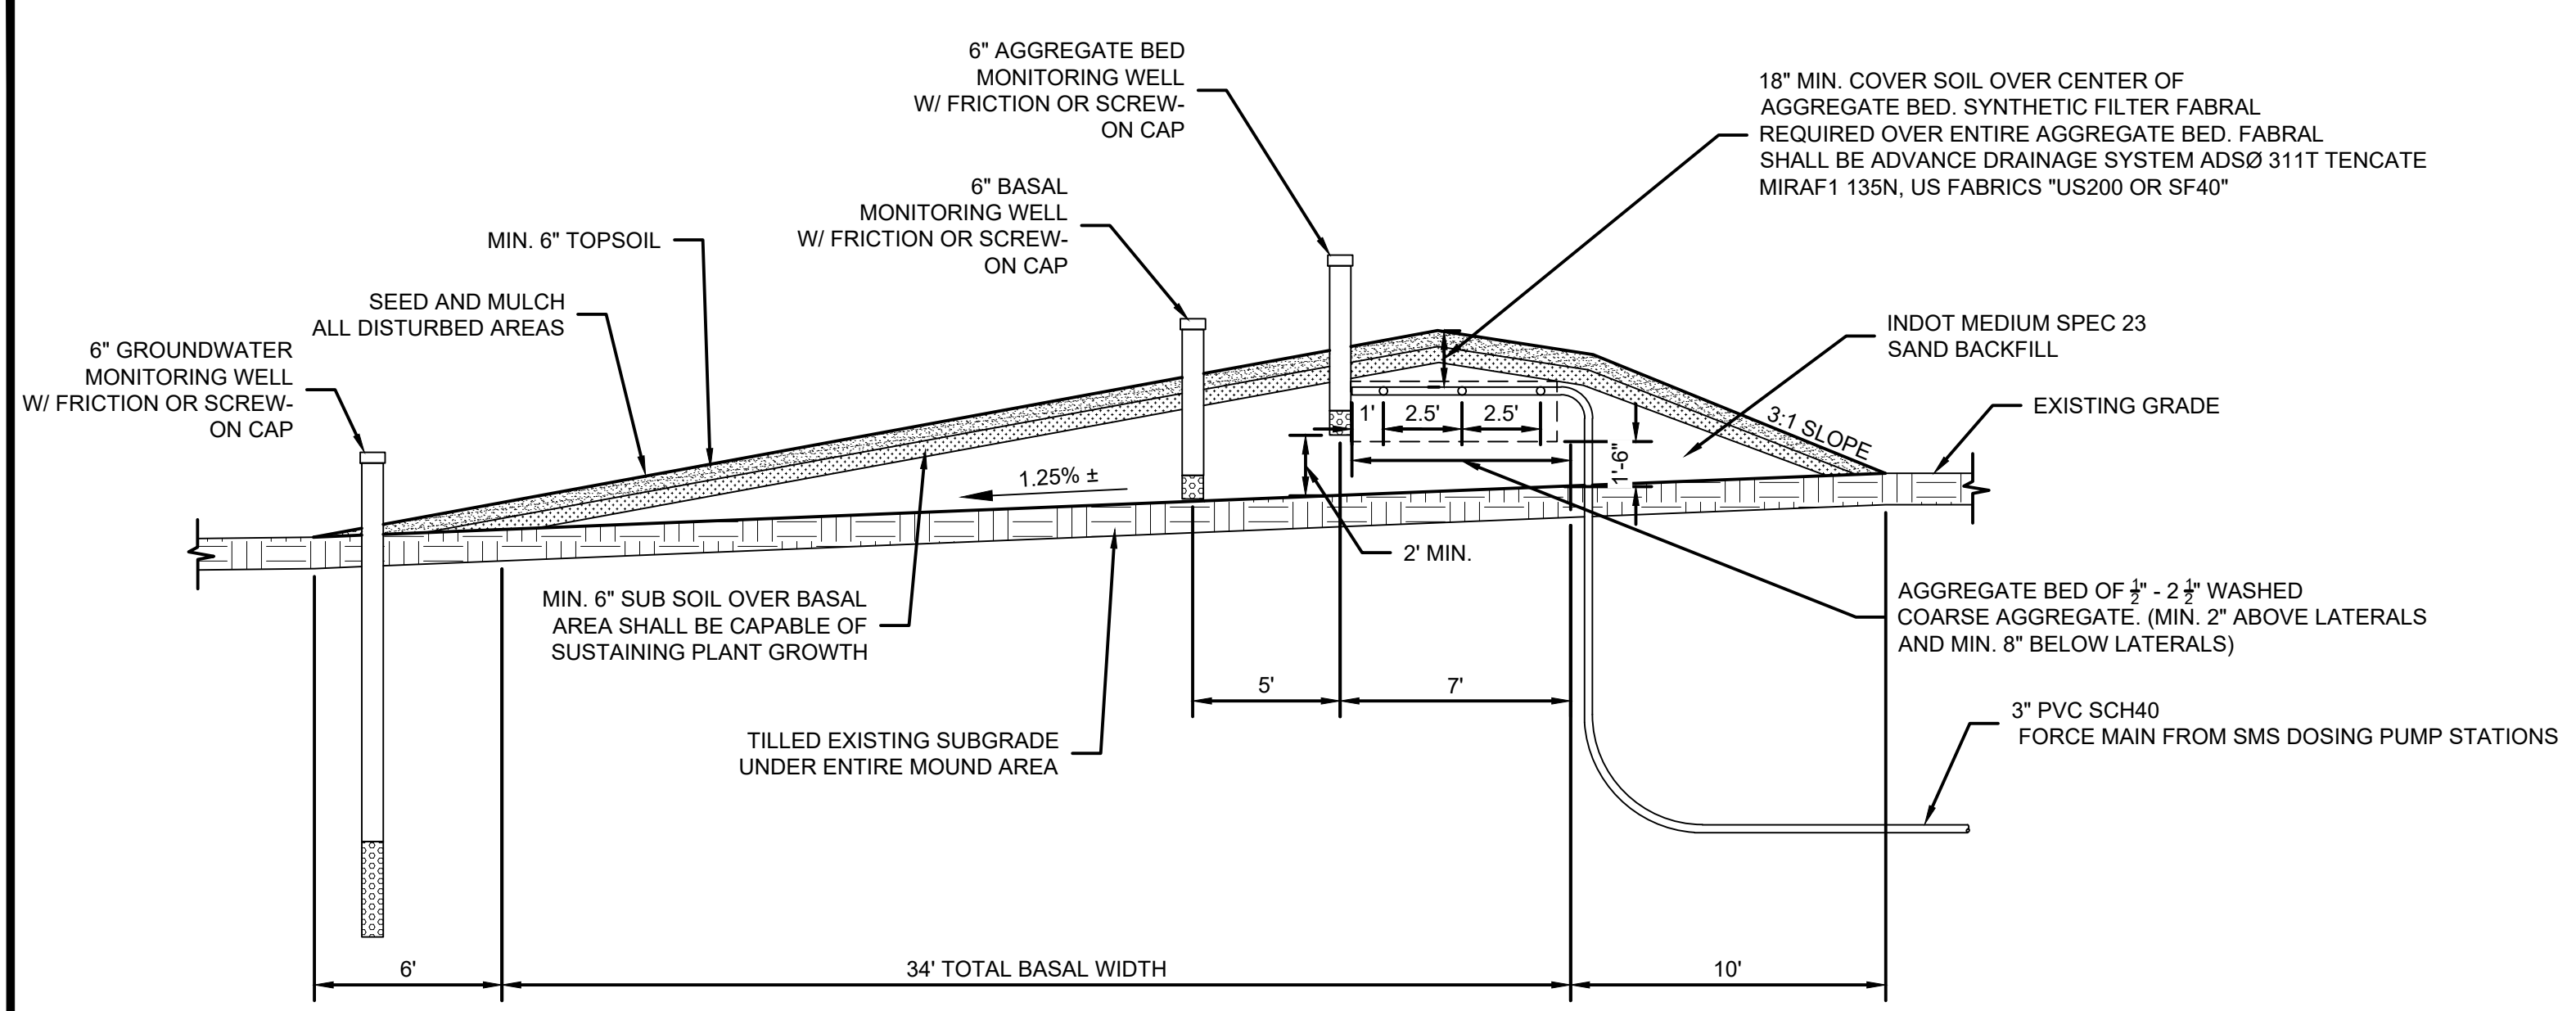 6" AGGREGATE BED
MONITORING WELL
W/ FRICTION OR SCREW-
ON CAP
18" MIN. COVER SOIL OVER CENTER OF
AGGREGATE BED. SYNTHETIC FILTER FABRAL
REQUIRED OVER ENTIRE AGGREGATE BED. FABRAL
SHALL BE ADVANCE DRAINAGE SYSTEM ADSØ 311T TENCATE
MIRAF1 135N, US FABRICS "US200 OR SF40"
6" BASAL
MONITORING WELL
W/ FRICTION OR SCREW-
ON CAP
MIN. 6" TOPSOIL
SEED AND MULCH
ALL DISTURBED AREAS
6" GROUNDWATER
MONITORING WELL
W/ FRICTION OR SCREW-
ON CAP
INDOT MEDIUM SPEC 23
SAND BACKFILL
EXISTING GRADE
3:1 SLOPE
1'
2.5'
2.5'
1'-6"
1.25% ±
2' MIN.
MIN. 6" SUB SOIL OVER BASAL
AREA SHALL BE CAPABLE OF
SUSTAINING PLANT GROWTH
AGGREGATE BED OF 1/2" - 2 1/2" WASHED
COARSE AGGREGATE. (MIN. 2" ABOVE LATERALS
AND MIN. 8" BELOW LATERALS)
5'
7'
3" PVC SCH40
FORCE MAIN FROM SMS DOSING PUMP STATIONS
TILLED EXISTING SUBGRADE
UNDER ENTIRE MOUND AREA
6'
34' TOTAL BASAL WIDTH
10'